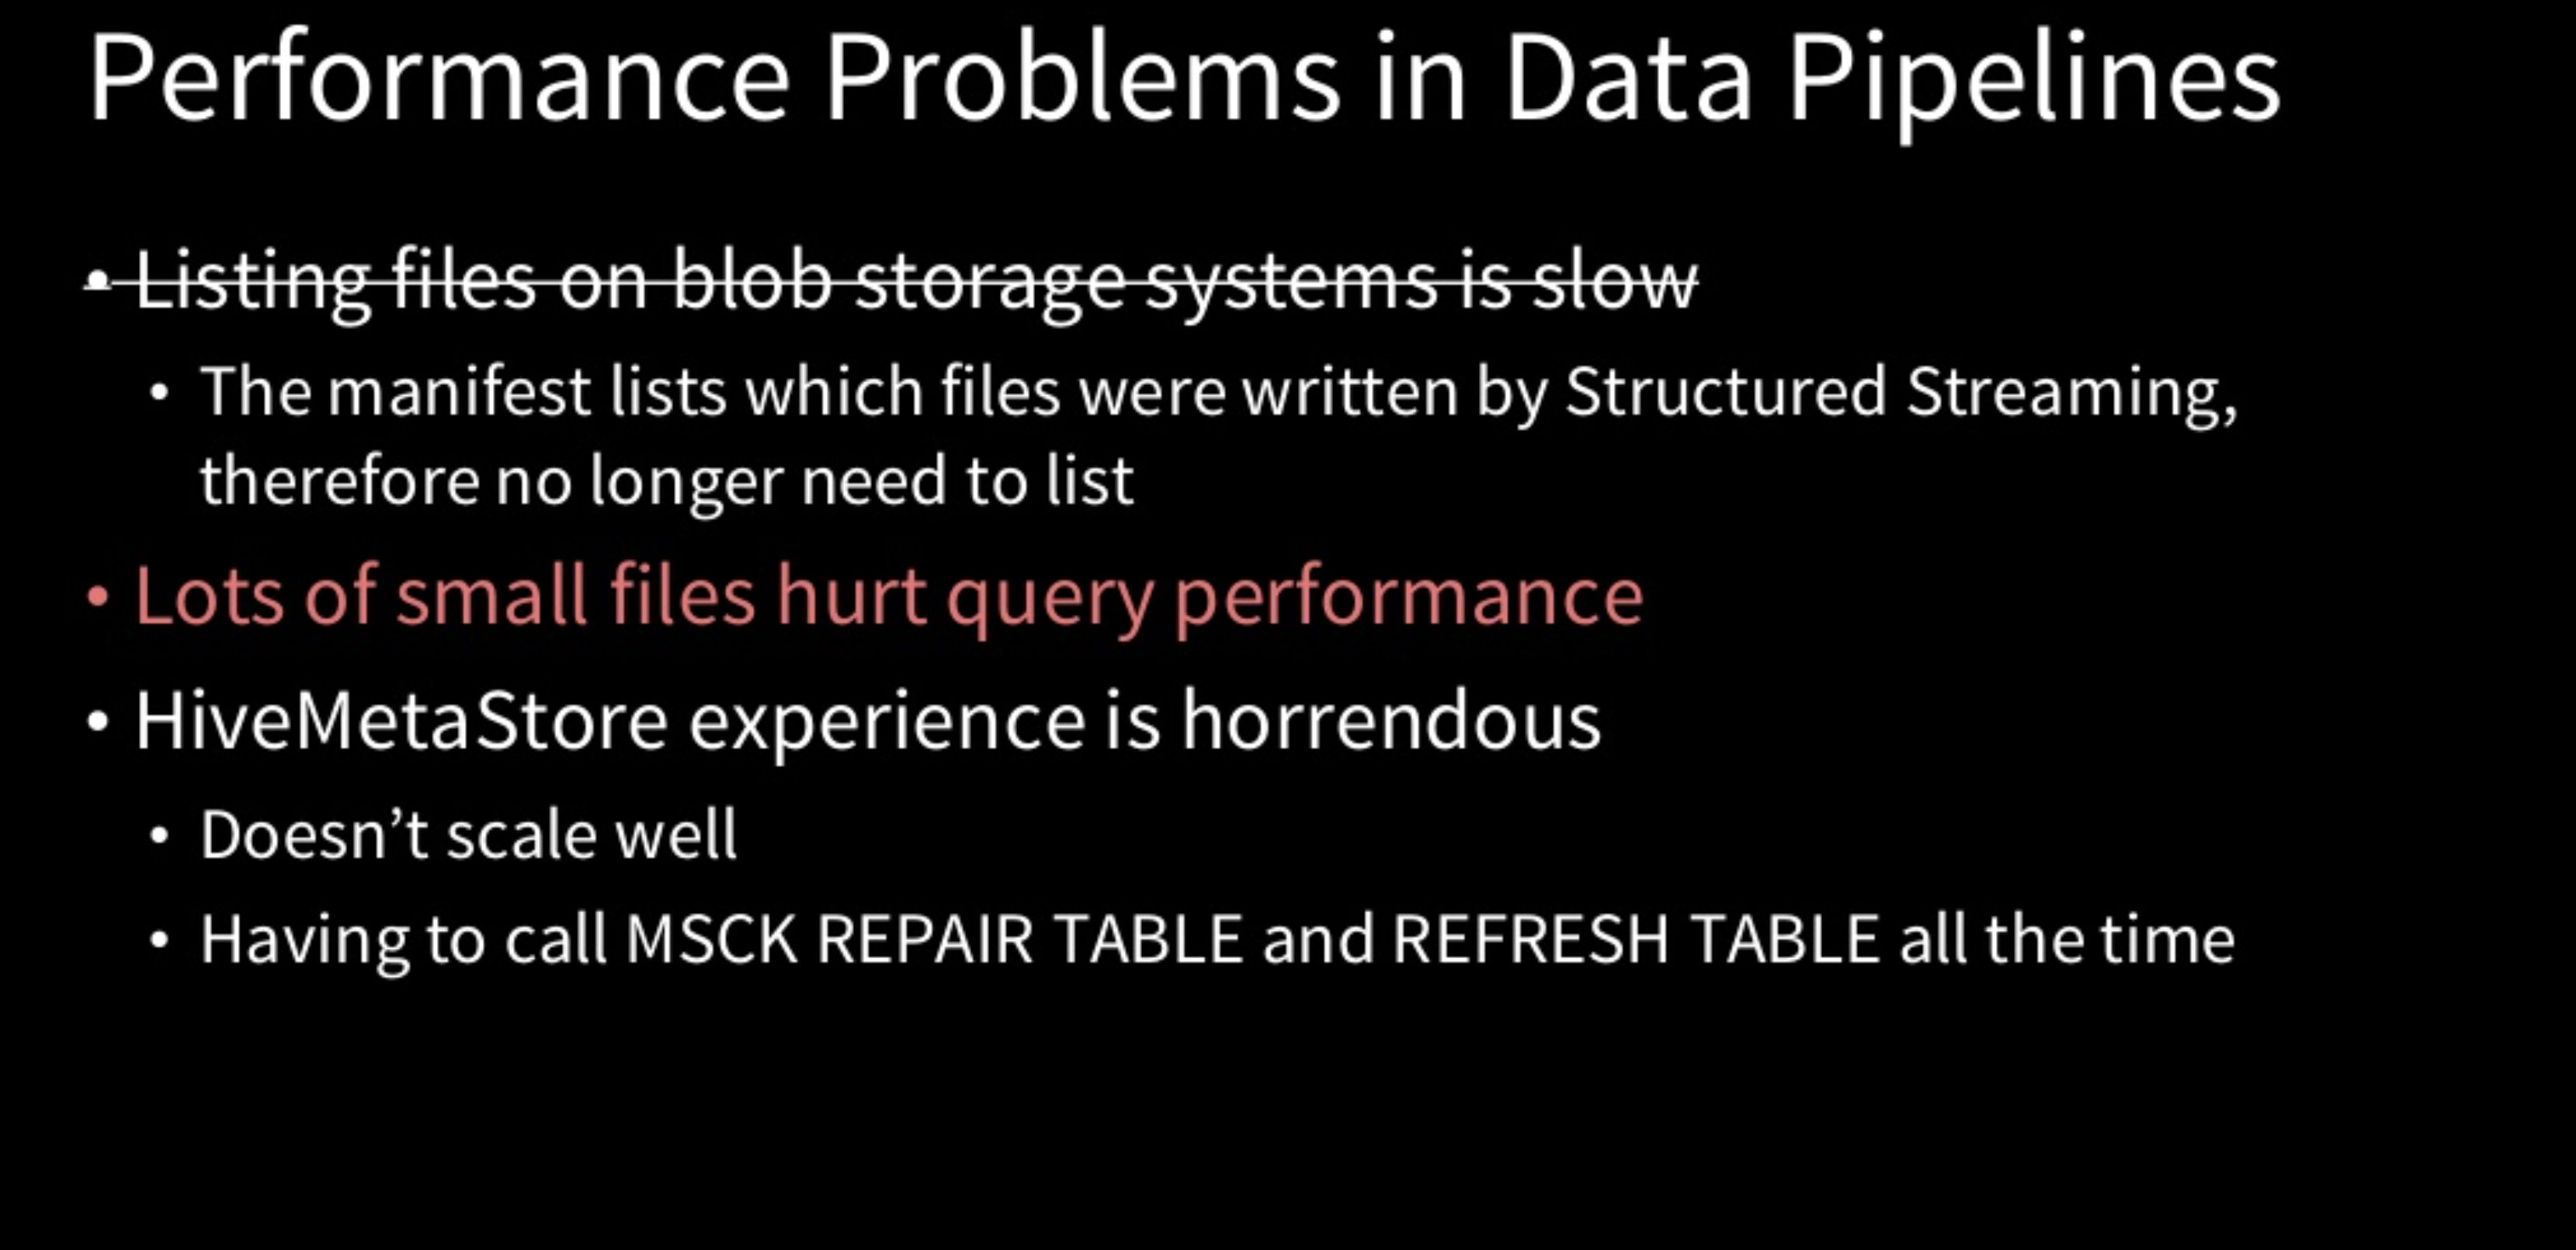 Performance Problems in Data Pipelines
• Listing files on blob storage systems is slow
• The manifest lists which files were written by Structured Streaming,
therefore no longer need to list
• Lots of small files hurt query performance
• HiveMetaStore experience is horrendous
• Doesn’t scale well
• Having to call MSCK REPAIR TABLE and REFRESH TABLE all the time